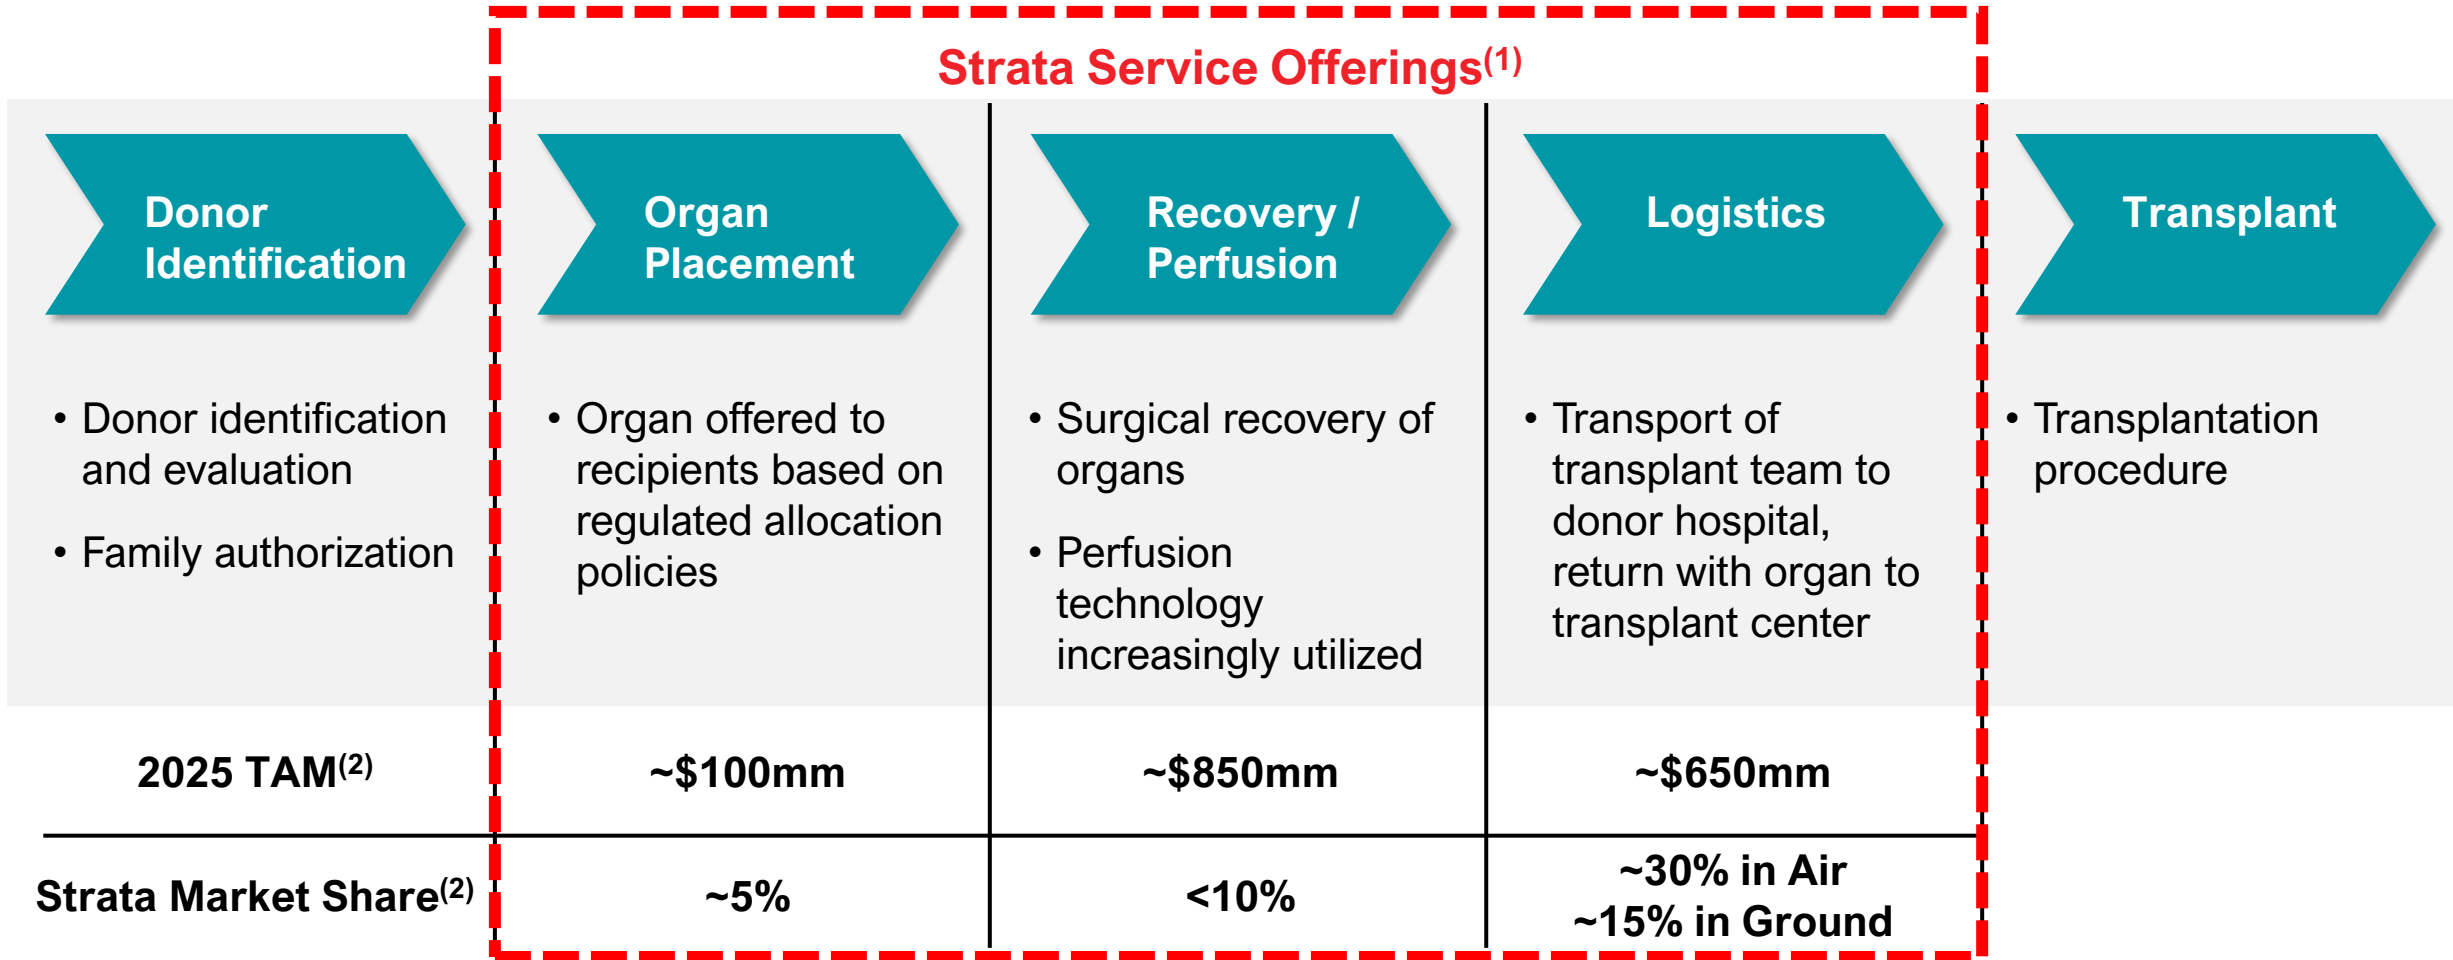 Strata Service Offerings(1)
Donor
Identification
Organ
Placement
Recovery /
Perfusion
Logistics
Transplant
• Donor identification
and evaluation
• Family authorization
• Organ offered to
recipients based on
regulated allocation
policies
• Surgical recovery of
organs
• Perfusion
technology
increasingly utilized
• Transport of
transplant team to
donor hospital,
return with organ to
transplant center
• Transplantation
procedure
2025 TAM(2)
~$100mm
~$850mm
~$650mm
Strata Market Share(2)
~5%
<10%
~30% in Air
~15% in Ground